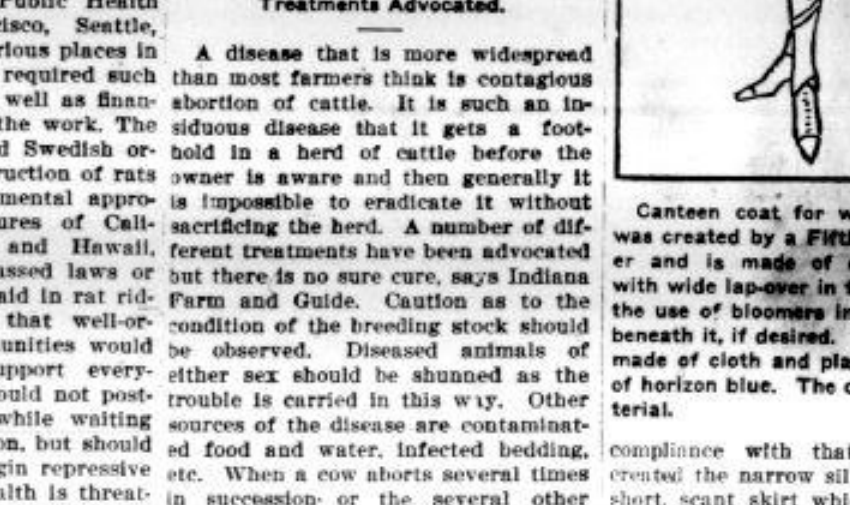 Public Health
isco, Seattle,
rious places in
required such
well as finan-
the work. The
d Swedish or-
ruction of rats
mental appro-
ures of Cali-
and Hawaii,
assed laws or
aid in rat rid-
that well-or-
unities would
upport every-
ould not post-
while waiting
on, but should
gin repressive
alth is threat-
Treatments Advocated.
A disease that is more widespread
than most farmers think is contagious
abortion of cattle. It is such an in-
siduous disease that it gets a foot-
hold in a herd of cattle before the
owner is aware and then generally it
is impossible to eradicate it without
sacrificing the herd. A number of dif-
ferent treatments have been advocated
but there is no sure cure, says Indiana
Farm and Guide. Caution as to the
condition of the breeding stock should
be observed. Diseased animals of
either sex should be shunned as the
trouble is carried in this way. Other
sources of the disease are contaminat-
ed food and water, infected bedding,
etc. When a cow aborts several times
in succession or the several other
Canteen coat for w
was created by a Fifth
er and is made of
with wide lap-over in f
the use of bloomers in
beneath it, if desired.
made of cloth and pla
of horizon blue. The c
terial.
compliance with that
created the narrow sil
short, scant skirt whi